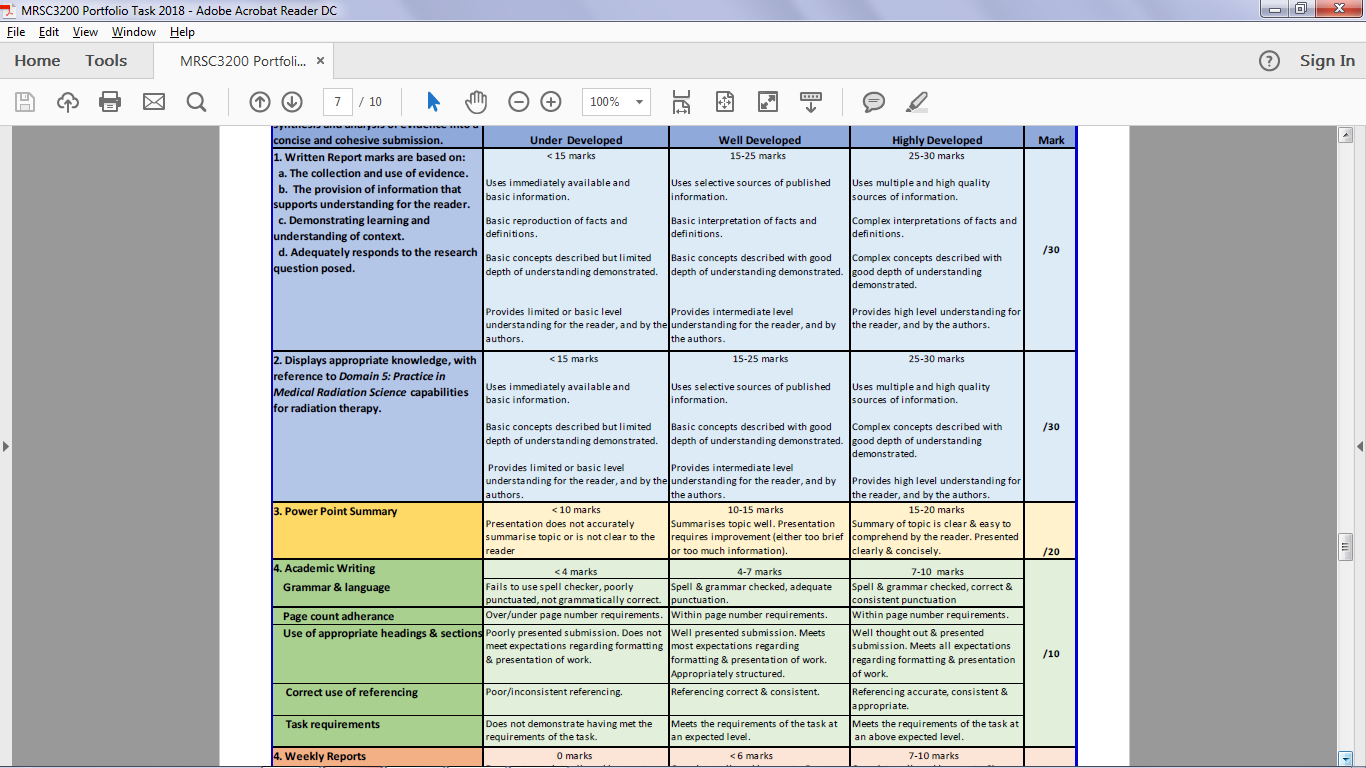 MRSC3200 Portfolio Task 2018 - Adobe Acrobat Reader DC
File Edit View Window Help
Home Tools MRSC3200 Portfoli... × ? Sign In
7 / 10 100%
synthesis and analysis of evidence into a
concise and cohesive submission.
Under Developed
Well Developed
Highly Developed
Mark
1. Written Report marks are based on:
a. The collection and use of evidence.
b. The provision of information that
supports understanding for the reader.
c. Demonstrating learning and
understanding of context.
d. Adequately responds to the research
question posed.
< 15 marks
Uses immediately available and
basic information.
Basic reproduction of facts and
definitions.
Basic concepts described but limited
depth of understanding demonstrated.
Provides limited or basic level
understanding for the reader, and by the
authors.
15-25 marks
Uses selective sources of published
information.
Basic interpretation of facts and
definitions.
Basic concepts described with good
depth of understanding demonstrated.
Provides intermediate level
understanding for the reader, and by
the authors.
25-30 marks
Uses multiple and high quality
sources of information.
Complex interpretations of facts and
definitions.
Complex concepts described with
good depth of understanding
demonstrated.
Provides high level understanding for
the reader, and by the authors.
/30
2. Displays appropriate knowledge, with
reference to Domain 5: Practice in
Medical Radiation Science capabilities
for radiation therapy.
< 15 marks
Uses immediately available and
basic information.
Basic concepts described but limited
depth of understanding demonstrated.
Provides limited or basic level
understanding for the reader, and by the
authors.
15-25 marks
Uses selective sources of published
information.
Basic concepts described with good
depth of understanding demonstrated.
Provides intermediate level
understanding for the reader, and by
the authors.
25-30 marks
Uses multiple and high quality
sources of information.
Complex concepts described with
good depth of understanding
demonstrated.
Provides high level understanding for
the reader, and by the authors.
/30
3. Power Point Summary
< 10 marks
Presentation does not accurately
summarise topic or is not clear to the
reader
10-15 marks
Summarises topic well. Presentation
requires improvement (either too brief
or too much information).
15-20 marks
Summary of topic is clear & easy to
comprehend by the reader. Presented
clearly & concisely.
/20
4. Academic Writing
< 4 marks
4-7 marks
7-10 marks
Grammar & language
Fails to use spell checker, poorly
punctuated, not grammatically correct.
Spell & grammar checked, adequate
punctuation.
Spell & grammar checked, correct &
consistent punctuation
Page count adherance
Over/under page number requirements.
Within page number requirements.
Within page number requirements.
Use of appropriate headings & sections
Poorly presented submission. Does not
meet expectations regarding formatting
& presentation of work.
Well presented submission. Meets
most expectations regarding
formatting & presentation of work.
Appropriately structured.
Well thought out & presented
submission. Meets all expectations
regarding formatting & presentation
of work.
/10
Correct use of referencing
Poor/inconsistent referencing.
Referencing correct & consistent.
Referencing accurate, consistent &
appropriate.
Task requirements
Does not demonstrate having met the
requirements of the task.
Meets the requirements of the task at
an expected level.
Meets the requirements of the task at
an above expected level.
4. Weekly Reports
0 marks
< 6 marks
7-10 marks